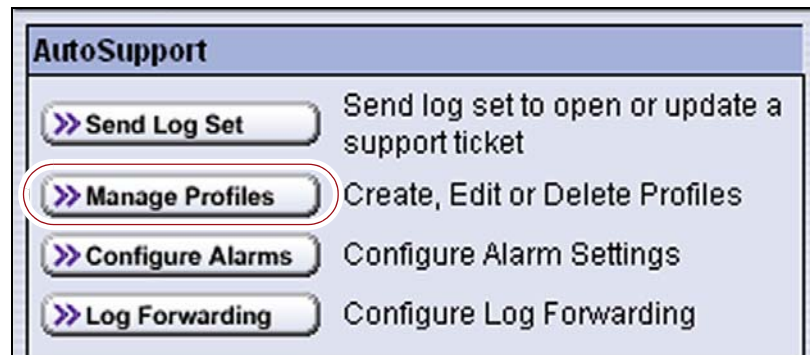 AutoSupport
>> Send Log Set
Send log set to open or update a
support ticket
>> Manage Profiles
Create, Edit or Delete Profiles
>> Configure Alarms
Configure Alarm Settings
>> Log Forwarding
Configure Log Forwarding